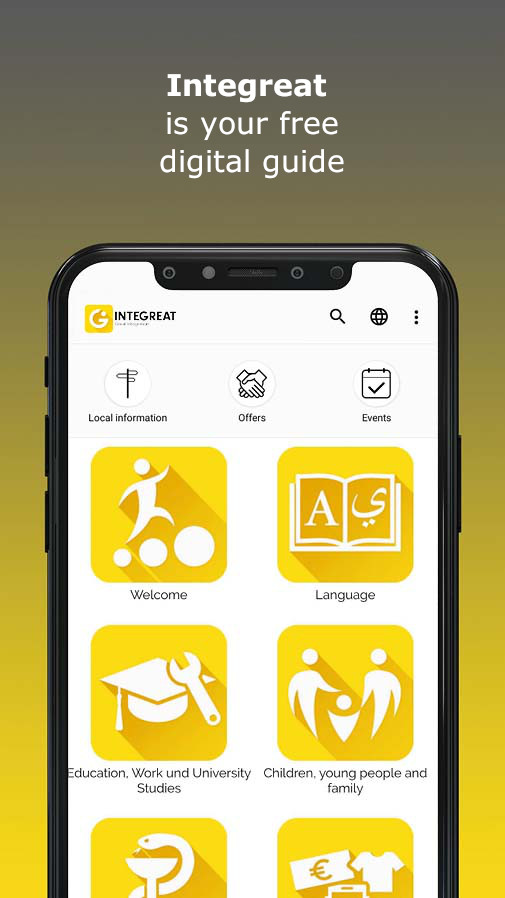 Integreat
is your free
digital guide
INTEGREAT
Local information
Offers
Events
A ي
Welcome
Language
Education, Work und University
Studies
Children, young people and
family
€